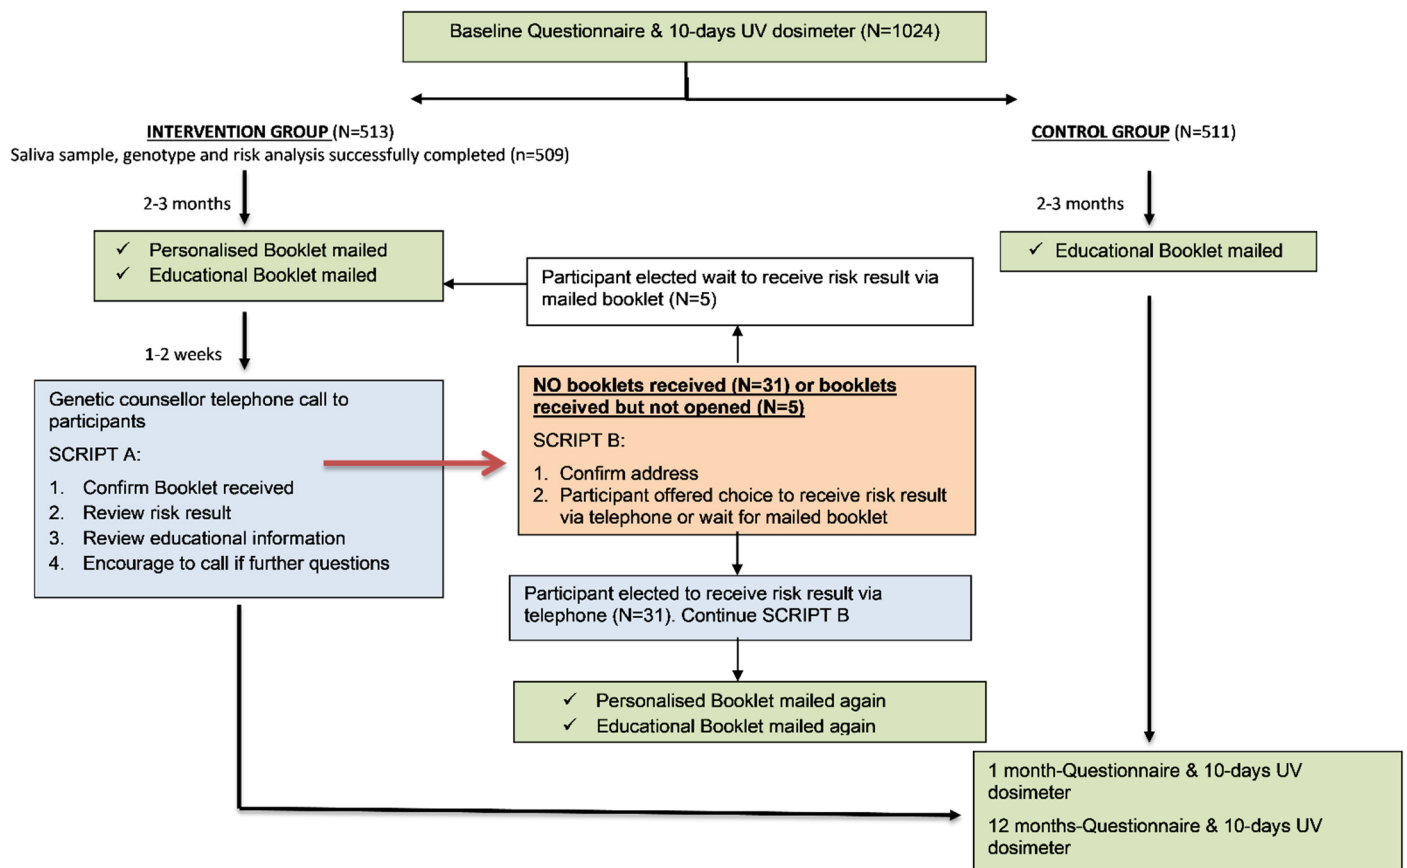 Baseline Questionnaire & 10-days UV dosimeter (N=1024)
INTERVENTION GROUP (N=513)
Saliva sample, genotype and risk analysis successfully completed (n=509)
CONTROL GROUP (N=511)
2-3 months
2-3 months
✓ Personalised Booklet mailed
✓ Educational Booklet mailed
✓ Educational Booklet mailed
Participant elected wait to receive risk result via
mailed booklet (N=5)
1-2 weeks
Genetic counsellor telephone call to
participants
SCRIPT A:
1. Confirm Booklet received
2. Review risk result
3. Review educational information
4. Encourage to call if further questions
NO booklets received (N=31) or booklets
received but not opened (N=5)
SCRIPT B:
1. Confirm address
2. Participant offered choice to receive risk result
via telephone or wait for mailed booklet
Participant elected to receive risk result via
telephone (N=31). Continue SCRIPT B
✓ Personalised Booklet mailed again
✓ Educational Booklet mailed again
1 month-Questionnaire & 10-days UV
dosimeter
12 months-Questionnaire & 10-days UV
dosimeter